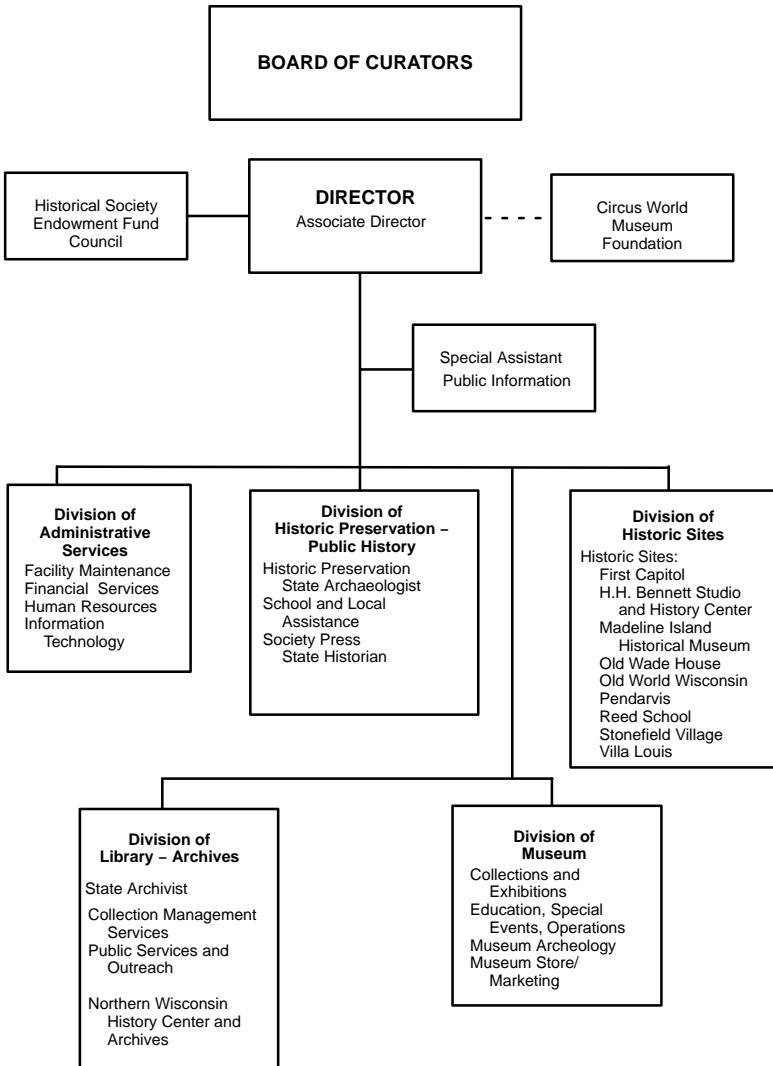 BOARD OF CURATORS
Historical Society
Endowment Fund
Council
DIRECTOR
Associate Director
Circus World
Museum
Foundation
Special Assistant
Public Information
Division of
Administrative
Services
Facility Maintenance
Financial Services
Human Resources
Information
Technology
Division of
Historic Preservation –
Public History
Historic Preservation
State Archaeologist
School and Local
Assistance
Society Press
State Historian
Division of
Historic Sites
Historic Sites:
First Capitol
H.H. Bennett Studio
and History Center
Madeline Island
Historical Museum
Old Wade House
Old World Wisconsin
Pendarvis
Reed School
Stonefield Village
Villa Louis
Division of
Library – Archives
State Archivist
Collection Management
Services
Public Services and
Outreach
Northern Wisconsin
History Center and
Archives
Division of
Museum
Collections and
Exhibitions
Education, Special
Events, Operations
Museum Archeology
Museum Store/
Marketing